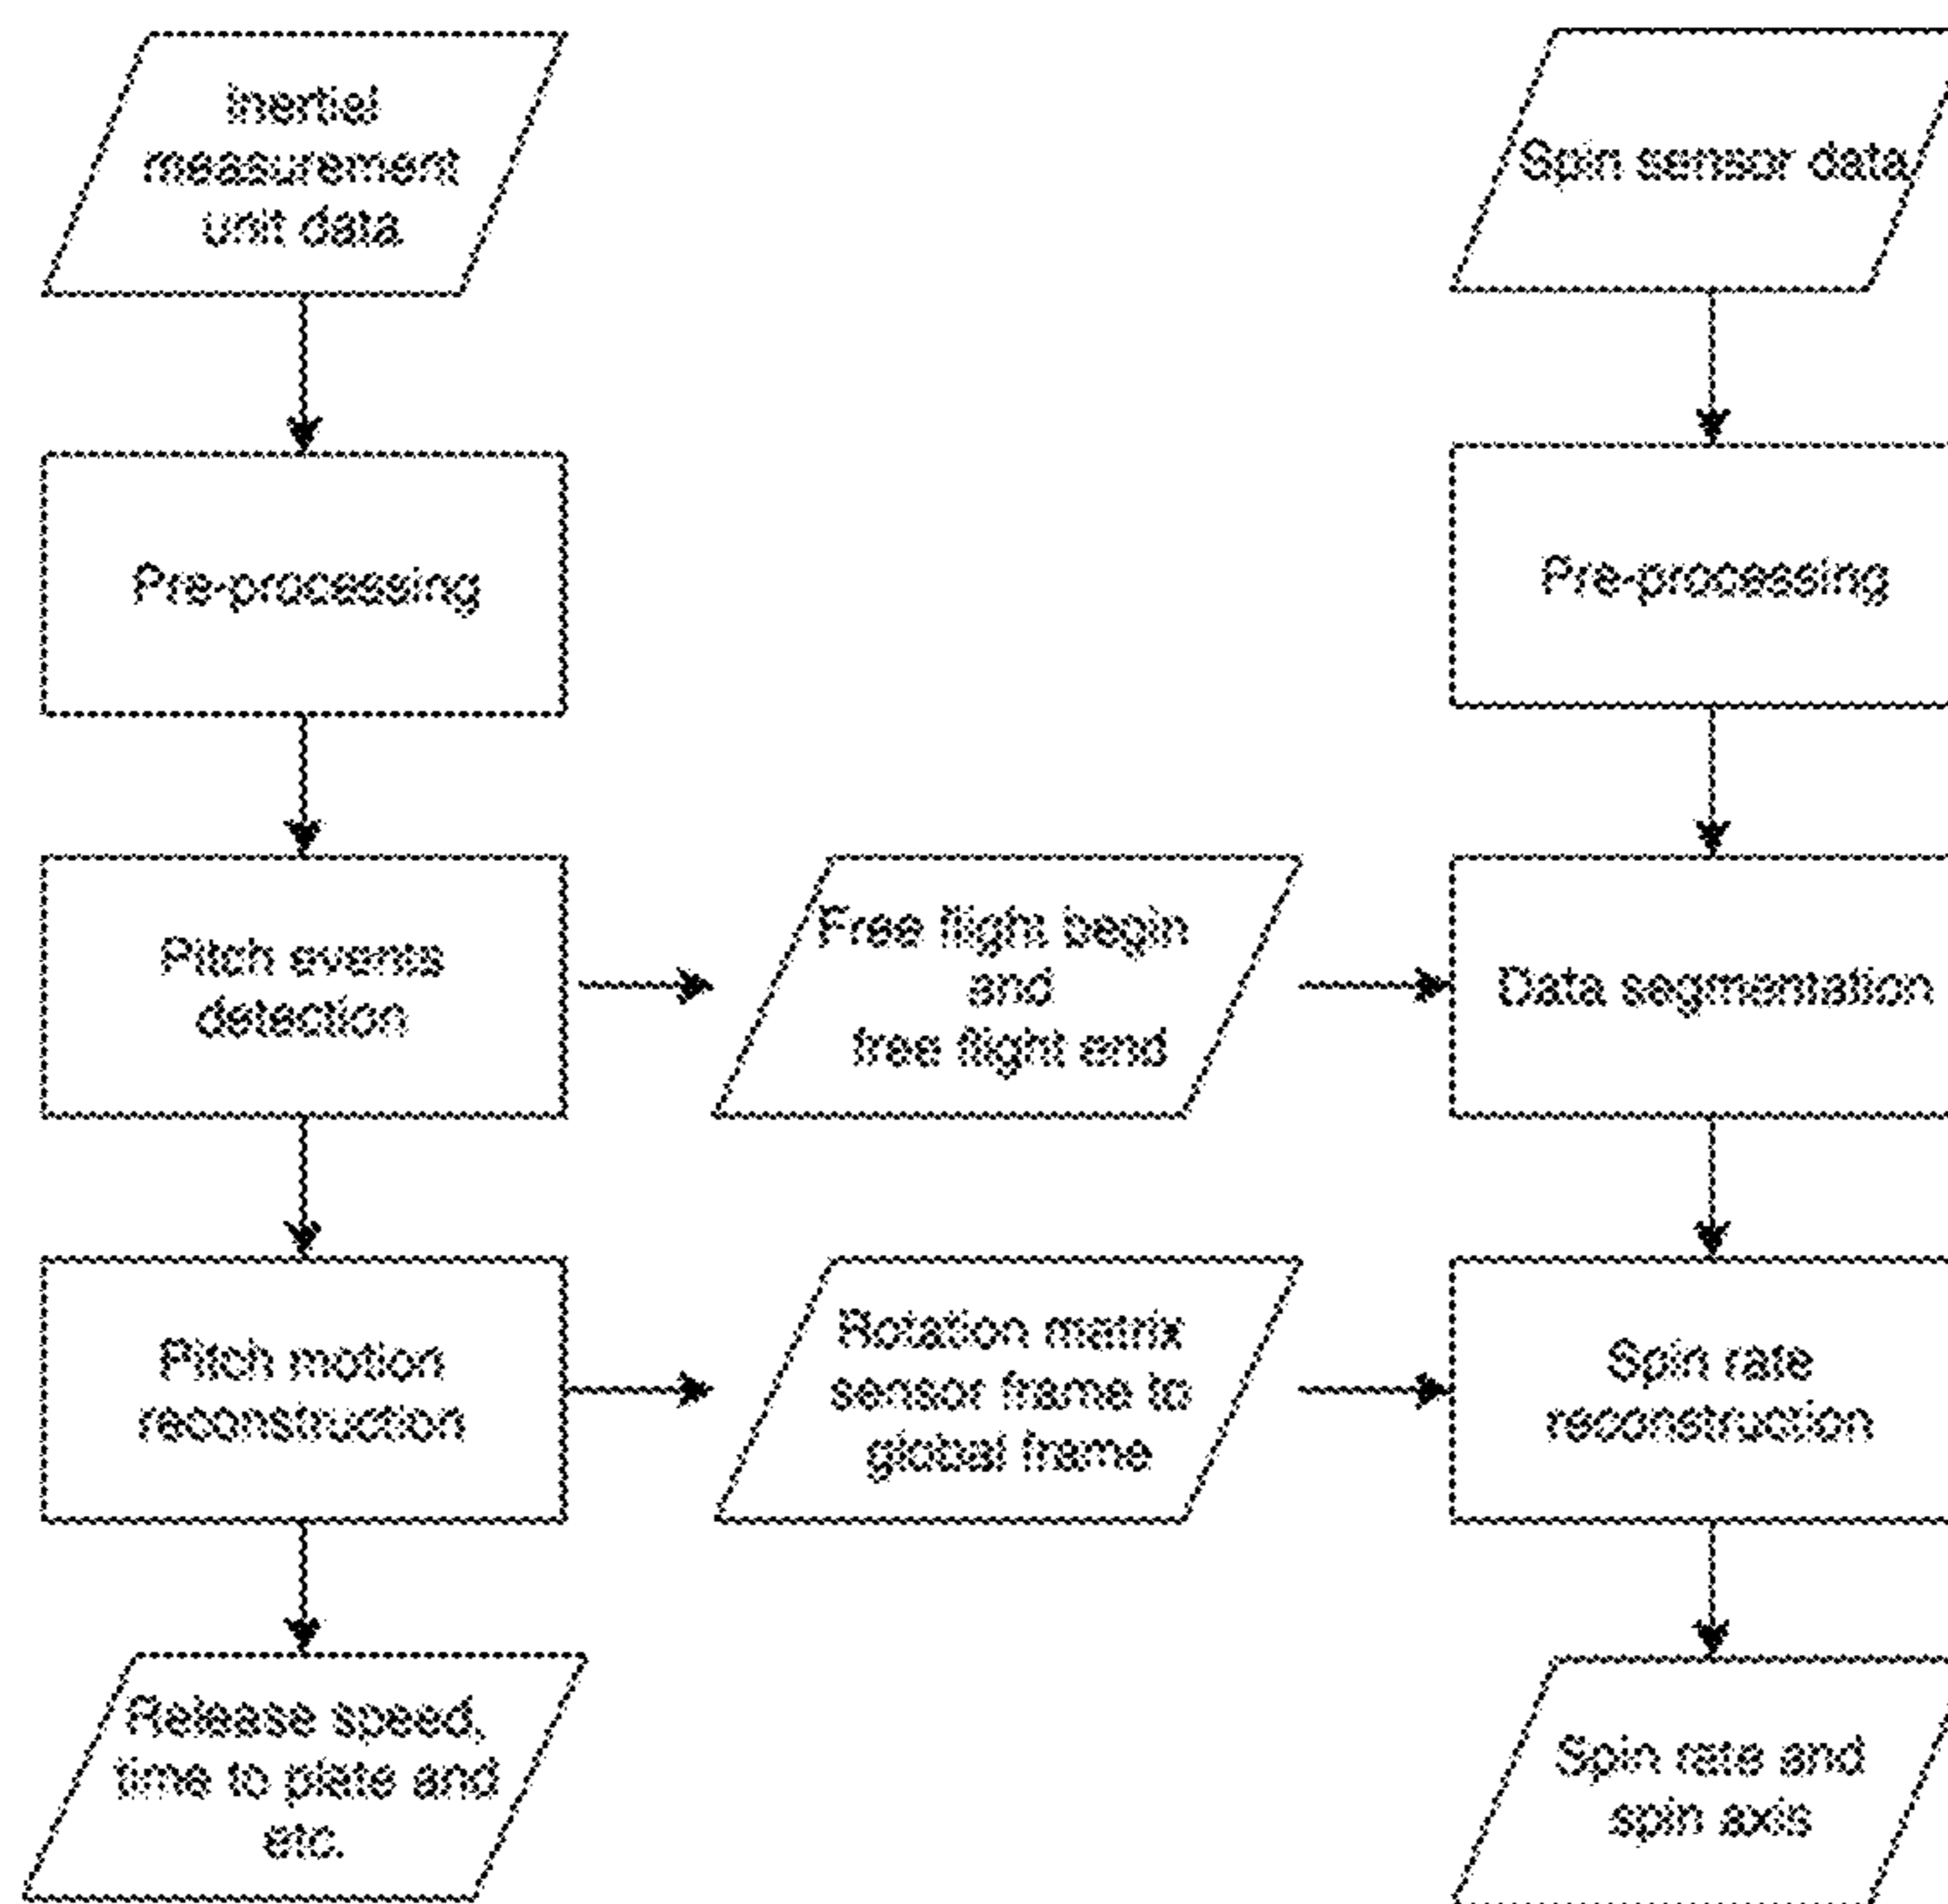 Inertial
measurement
unit data
Spin sensor data
Pre-processing
Pre-processing
Pitch events
detection
Free flight begin
and
free flight end
Data segmentation
Pitch motion
reconstruction
Rotation matrix
sensor frame to
global frame
Spin rate
reconstruction
Release speed,
time to plate and
etc.
Spin rate and
spin axis